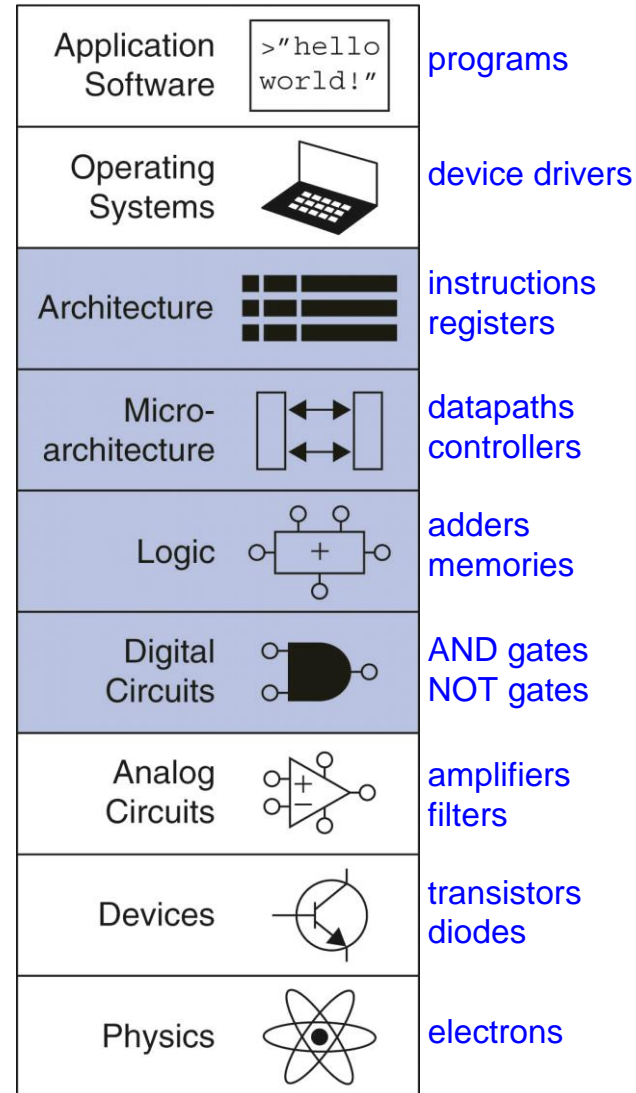 Application
Software
>"hello
world!"
programs
Operating
Systems
device drivers
Architecture
instructions
registers
Micro-
architecture
datapaths
controllers
Logic
+
adders
memories
Digital
Circuits
AND gates
NOT gates
Analog
Circuits
+
−
amplifiers
filters
Devices
transistors
diodes
Physics
electrons